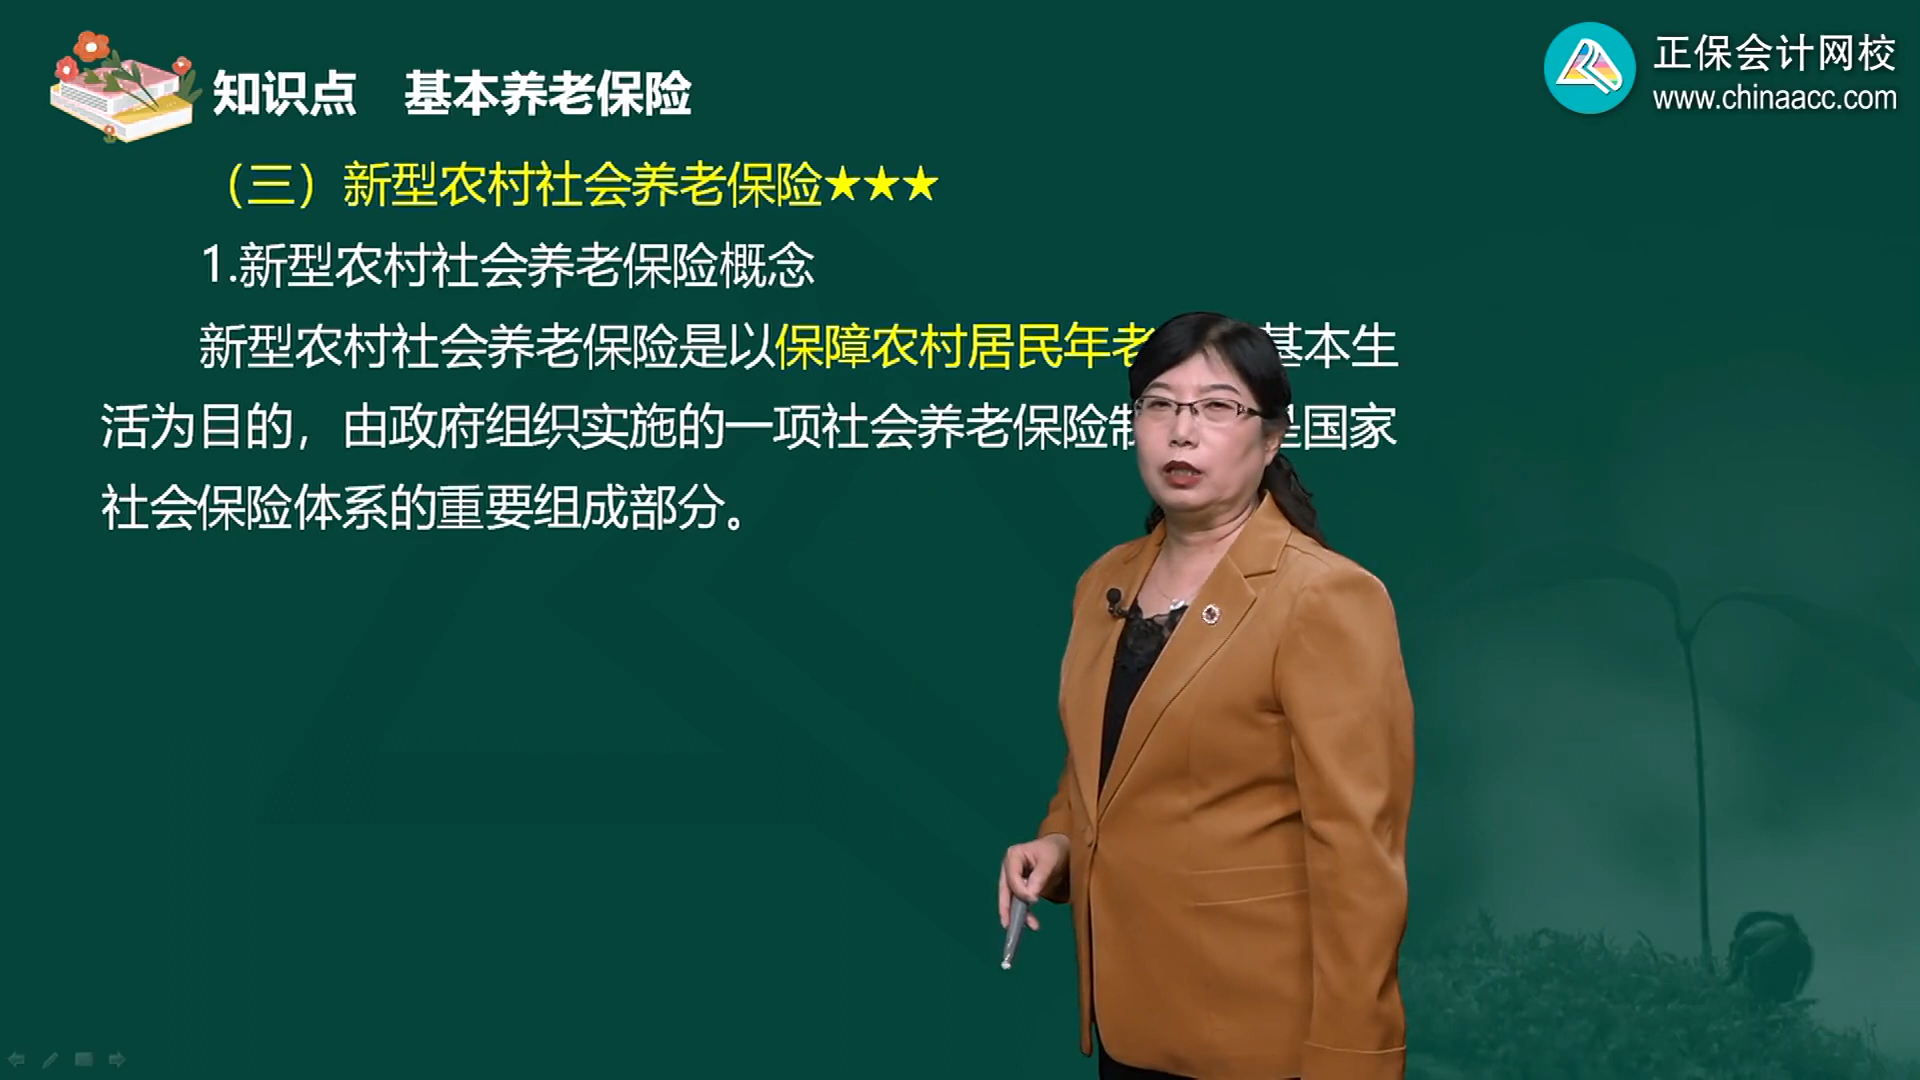 正保会计网校
www.chinaacc.com
知识点 基本养老保险
（三）新型农村社会养老保险★★★
1.新型农村社会养老保险概念
新型农村社会养老保险是以保障农村居民年老 基本生
活为目的，由政府组织实施的一项社会养老保险制 是国家
社会保险体系的重要组成部分。